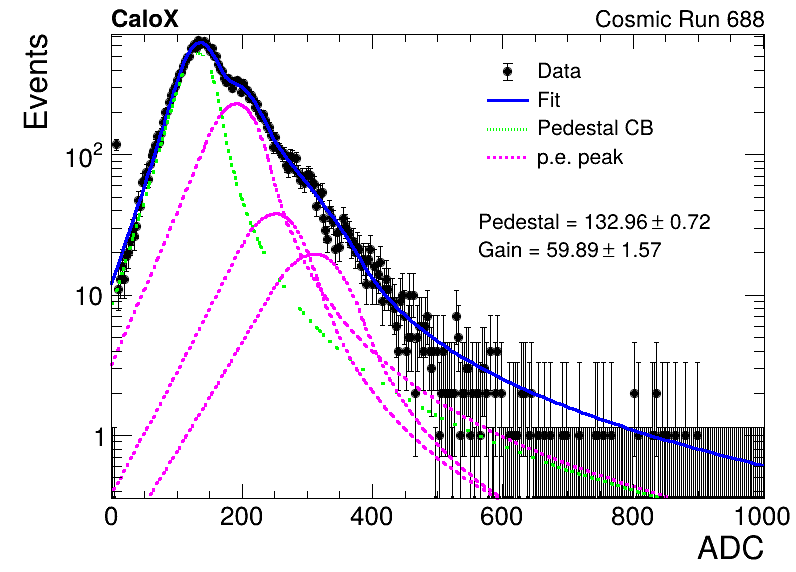 CaloX Cosmic Run 688
Events
Data
Fit
Pedestal CB
p.e. peak
Pedestal = 132.96 ± 0.72
Gain = 59.89 ± 1.57
10²
10
1
0 200 400 600 800 1000
ADC